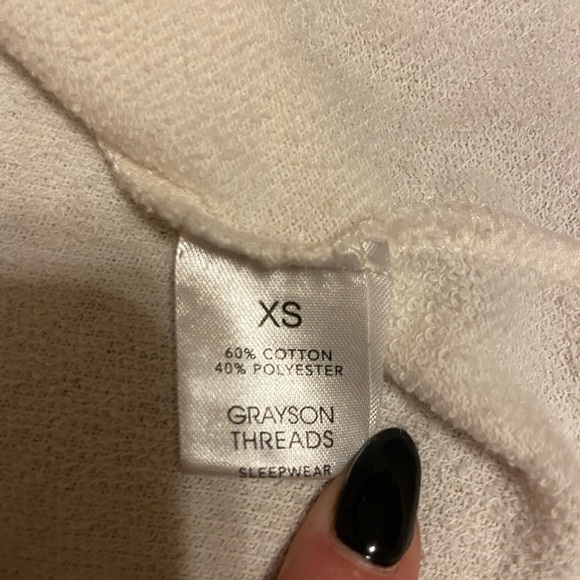 XS
60% COTTON
40% POLYESTER
GRAYSON
THREADS
SLEEPWEAR